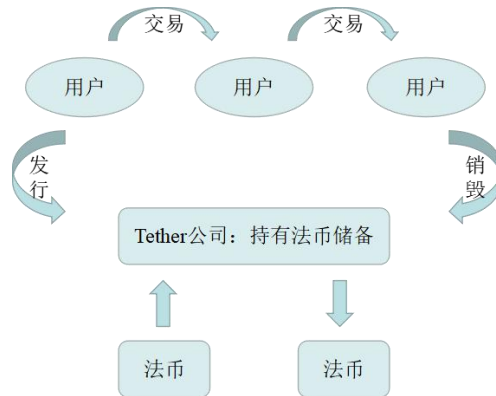 交易
交易
用户
用户
用户
发行
销毁
Tether公司：持有法币储备
法币
法币